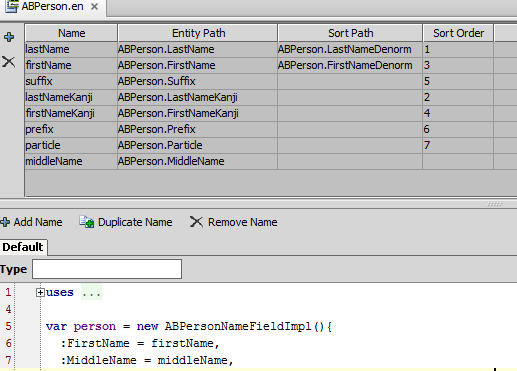 ABPerson.en
Name Entity Path Sort Path Sort Order
lastName ABPerson.LastName ABPerson.LastNameDenorm 1
firstName ABPerson.FirstName ABPerson.FirstNameDenorm 3
suffix ABPerson.Suffix 5
lastNameKanji ABPerson.LastNameKanji 2
firstNameKanji ABPerson.FirstNameKanji 4
prefix ABPerson.Prefix 6
particle ABPerson.Particle 7
middleName ABPerson.MiddleName
Add Name Duplicate Name Remove Name
Default
Type
1 uses ...
4
5 var person = new ABPersonNameFieldImpl(){
6 :FirstName = firstName,
7 :MiddleName = middleName,